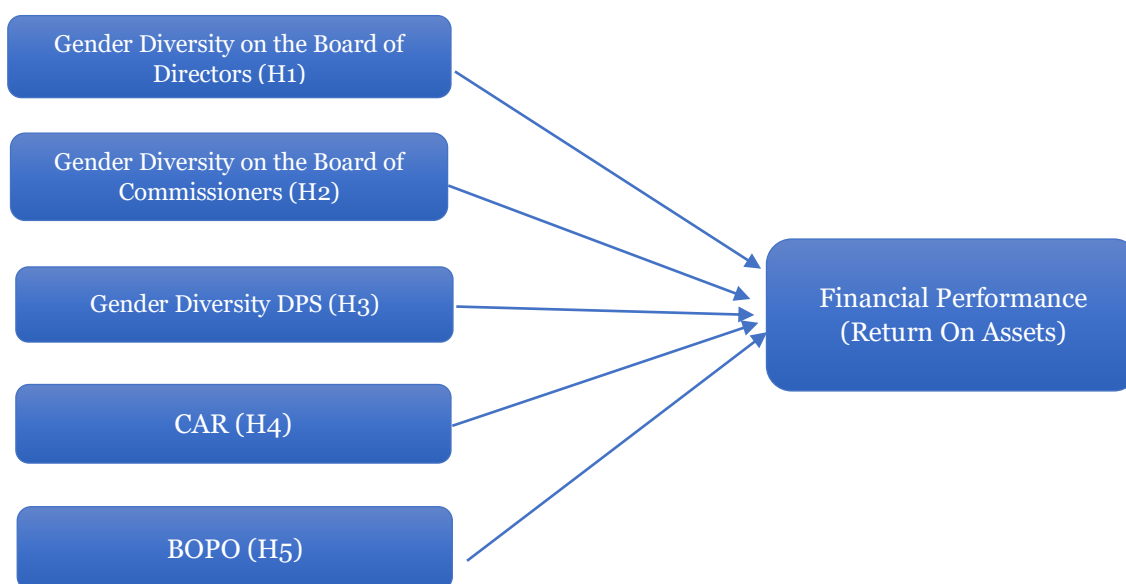 Gender Diversity on the Board of
Directors (H1)
Gender Diversity on the Board of
Commissioners (H2)
Gender Diversity DPS (H3)
CAR (H4)
BOPO (H5)
Financial Performance
(Return On Assets)